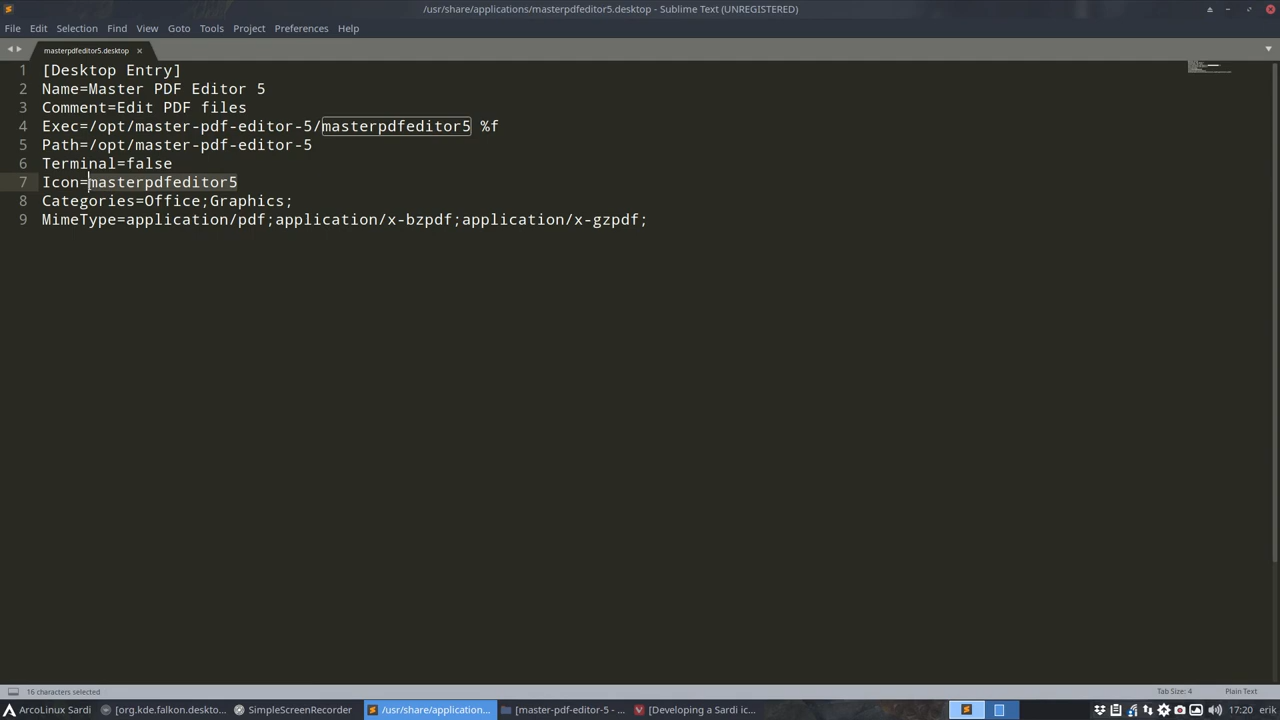 /usr/share/applications/masterpdfeditor5.desktop - Sublime Text (UNREGISTERED)
File Edit Selection Find View Goto Tools Project Preferences Help
masterpdfeditor5.desktop ×
1 [Desktop Entry]
2 Name=Master PDF Editor 5
3 Comment=Edit PDF files
4 Exec=/opt/master-pdf-editor-5/masterpdfeditor5 %f
5 Path=/opt/master-pdf-editor-5
6 Terminal=false
7 Icon=masterpdfeditor5
8 Categories=Office;Graphics;
9 MimeType=application/pdf;application/x-bzpdf;application/x-gzpdf;
16 characters selected Tab Size: 4 Plain Text
ArcoLinux Sardi [org.kde.falkon.deskto... SimpleScreenRecorder /usr/share/application... [master-pdf-editor-5 - ... [Developing a Sardi ic... 17:20 erik